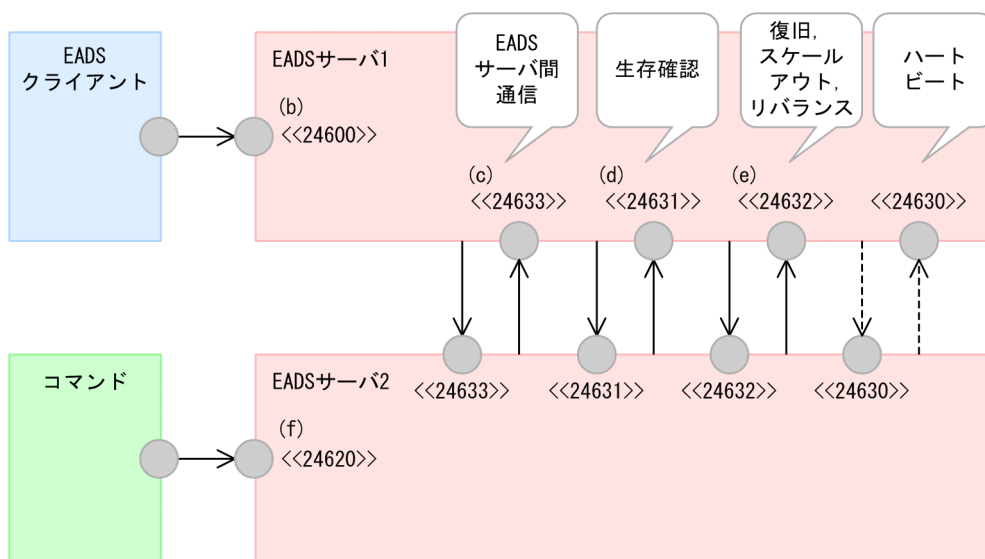 EADS
クライアント
EADSサーバ1
(b)
<<24600>>
EADS
サーバ間
通信
生存確認
復旧,
スケール
アウト,
リバランス
ハート
ビート
(c)
<<24633>>
(d)
<<24631>>
(e)
<<24632>>
<<24630>>
コマンド
EADSサーバ2
<<24633>>
<<24631>>
<<24632>>
<<24630>>
(f)
<<24620>>